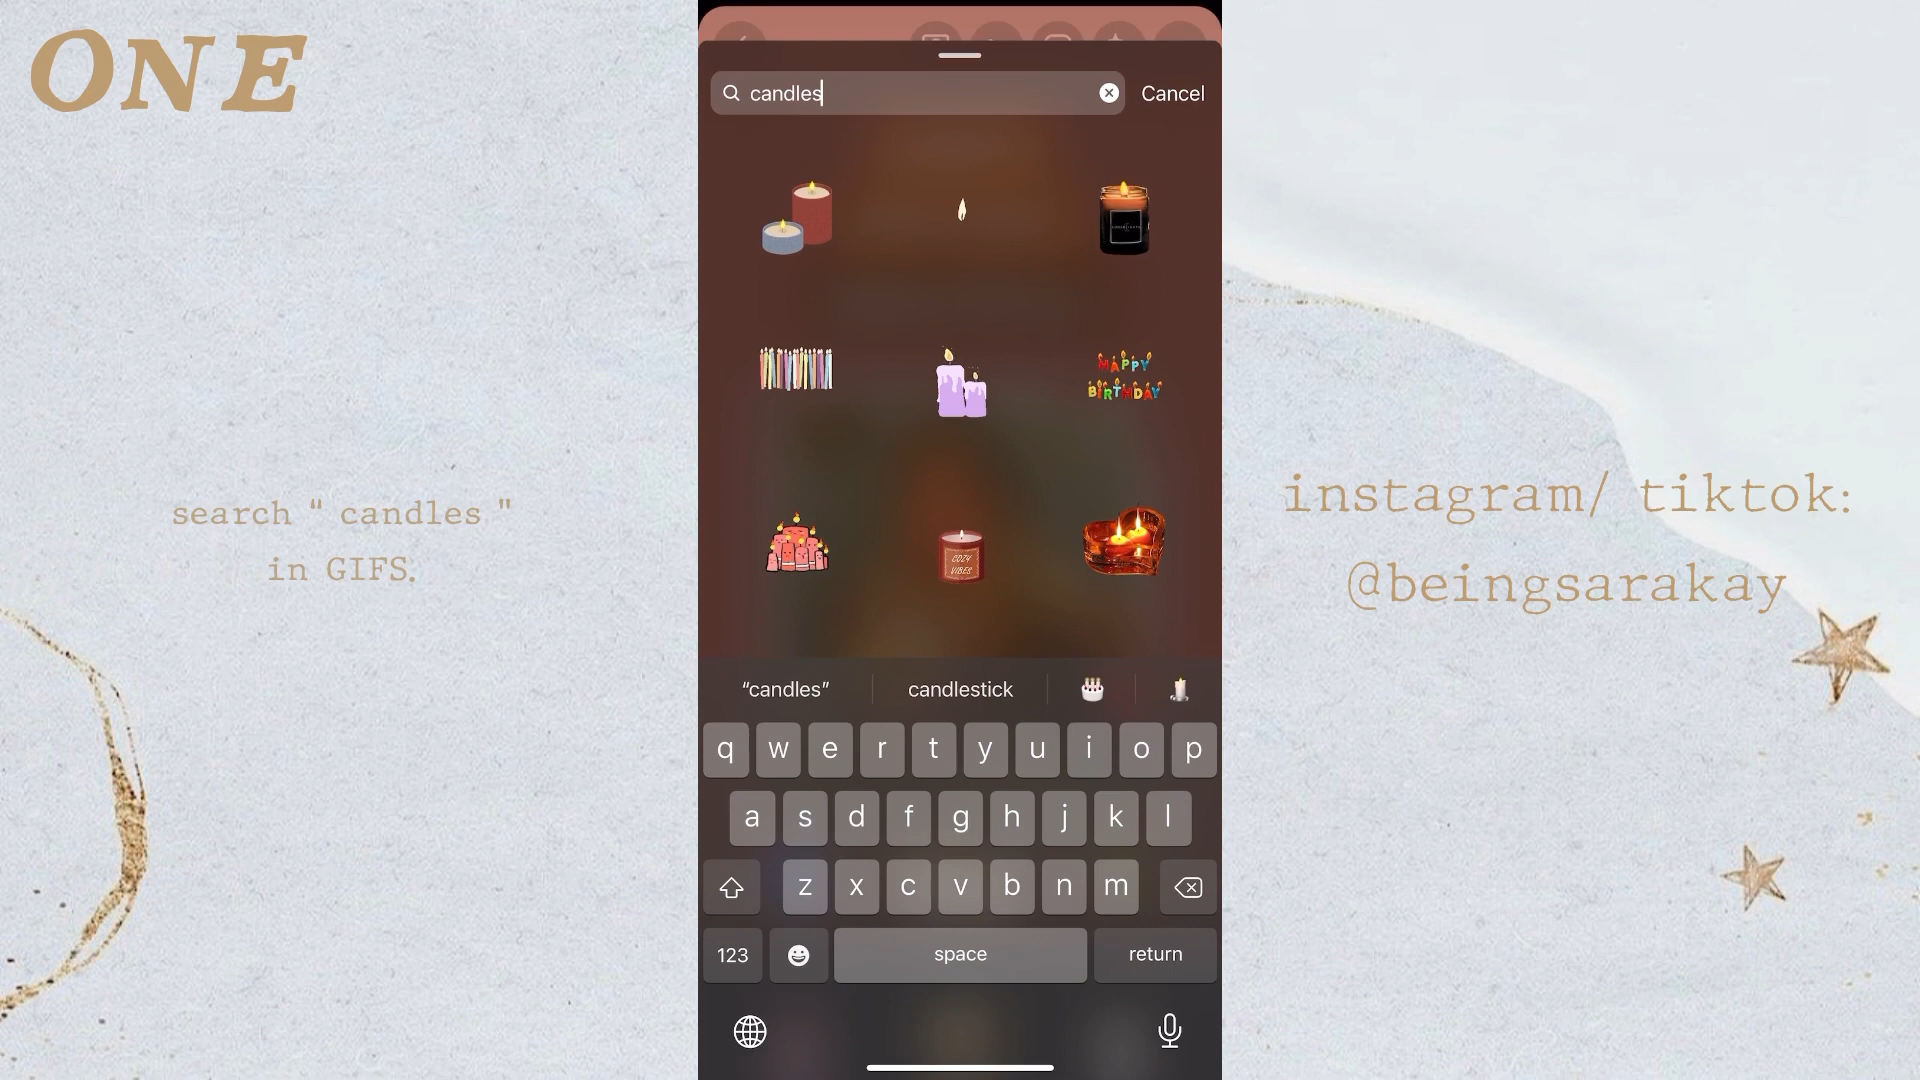 ONE
search “ candles "
in GIFS.
candles
Cancel
HAPPY
BIRTHDAY
COZY
VIBES
“candles”
candlestick
q w e r t y u i o p
a s d f g h j k l
z x c v b n m
123
space
return
instagram/ tiktok:
@beingsarakay